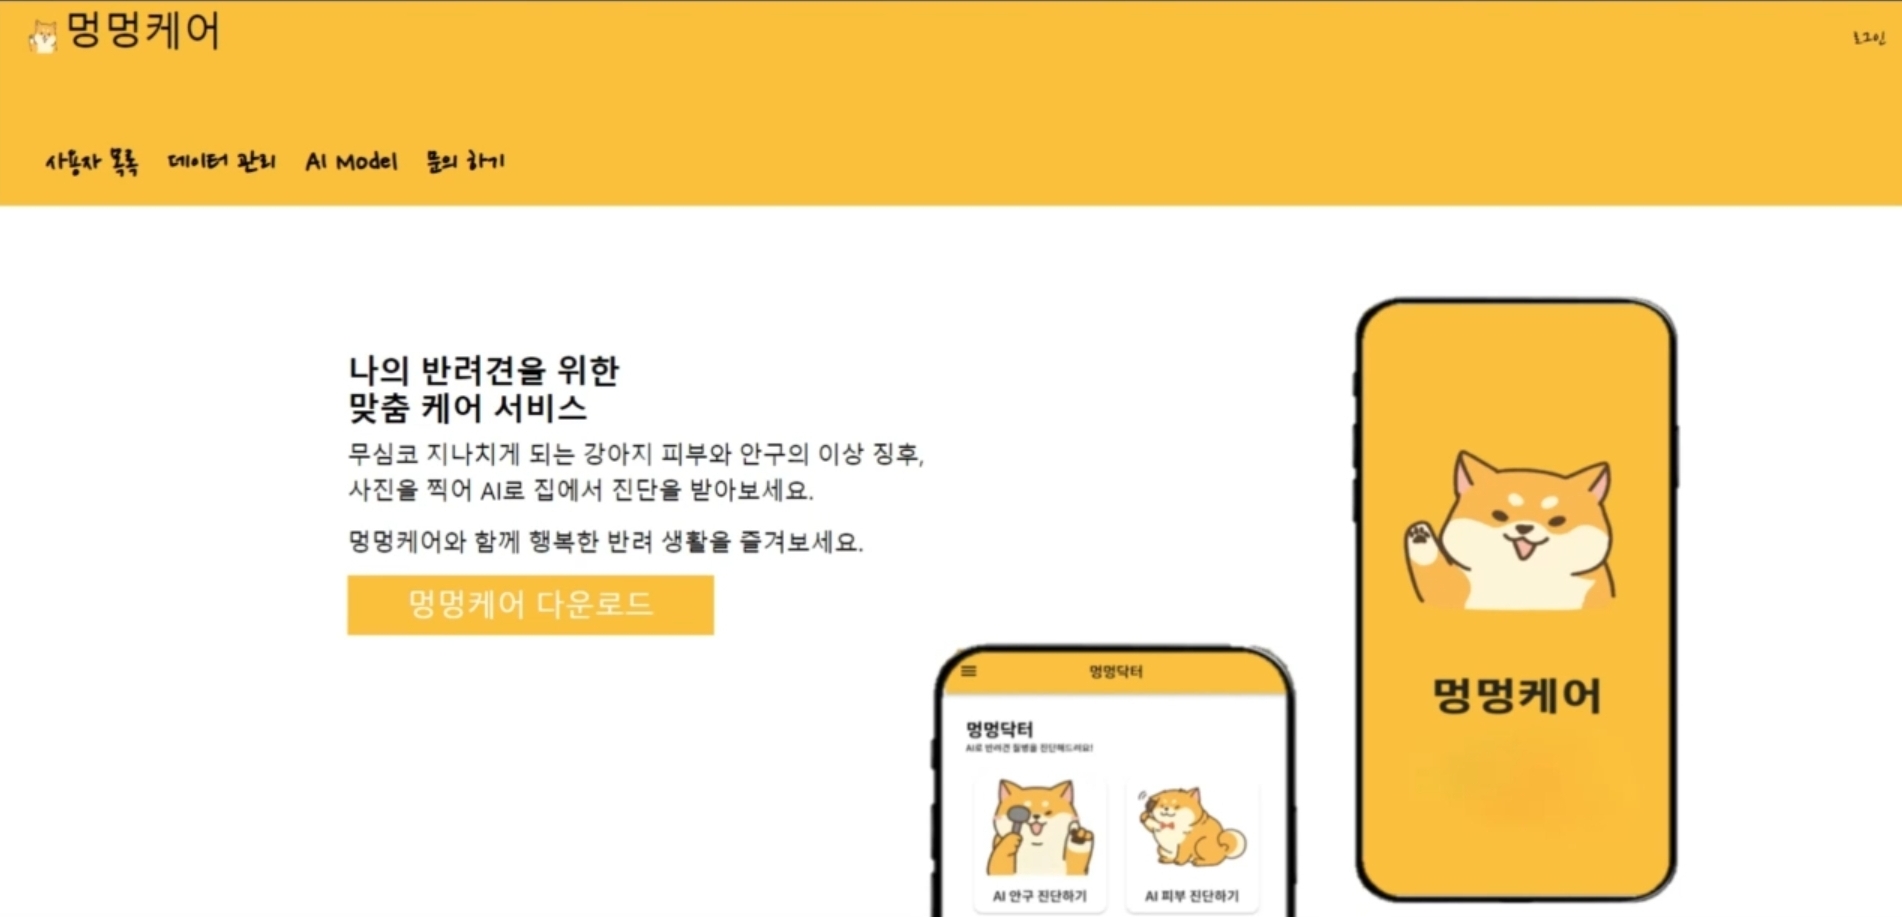 멍멍케어
로그인
사용자 목록 데이터 관리 AI Model 문의 하기
나의 반려견을 위한
맞춤 케어 서비스
무심코 지나치게 되는 강아지 피부와 안구의 이상 징후,
사진을 찍어 AI로 집에서 진단을 받아보세요.
멍멍케어와 함께 행복한 반려 생활을 즐겨보세요.
멍멍케어 다운로드
멍멍닥터
멍멍닥터
AI로 반려견 질병을 진단해드려요!
AI 안구 진단하기
AI 피부 진단하기
멍멍케어